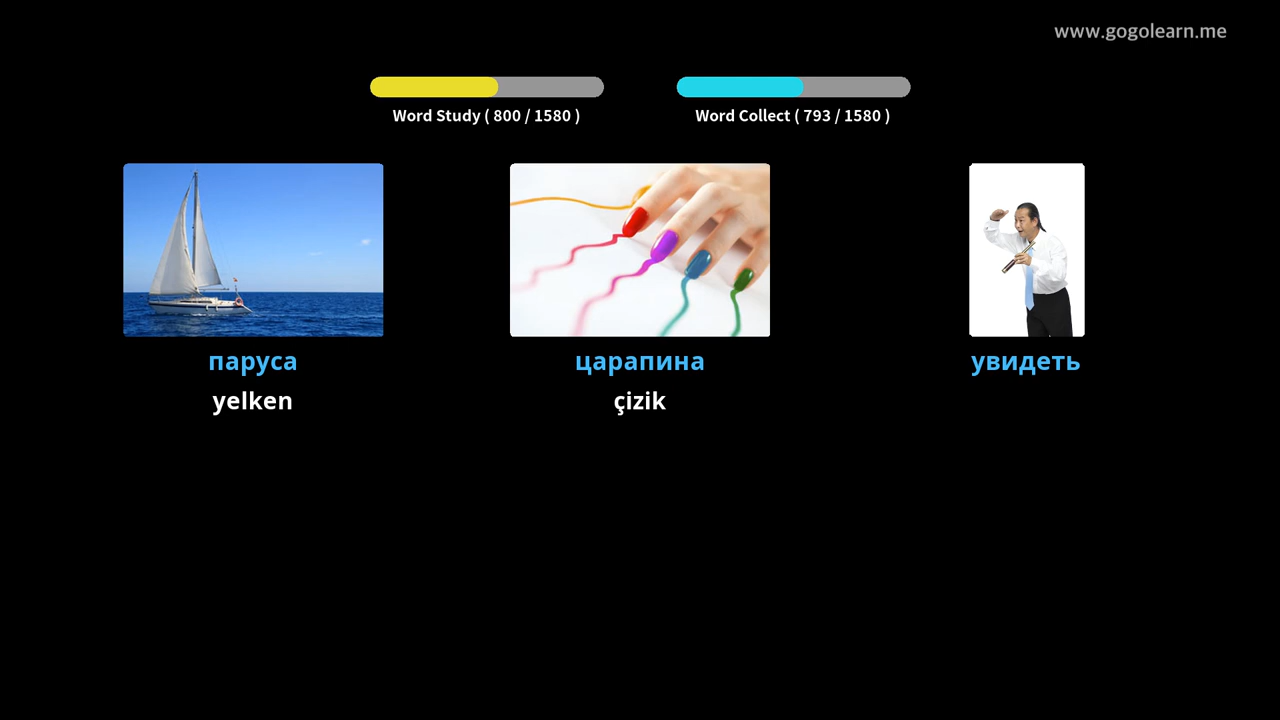 www.gogolearn.me
Word Study ( 800 / 1580 )
Word Collect ( 793 / 1580 )
паруса
царапина
увидеть
yelken
çizik